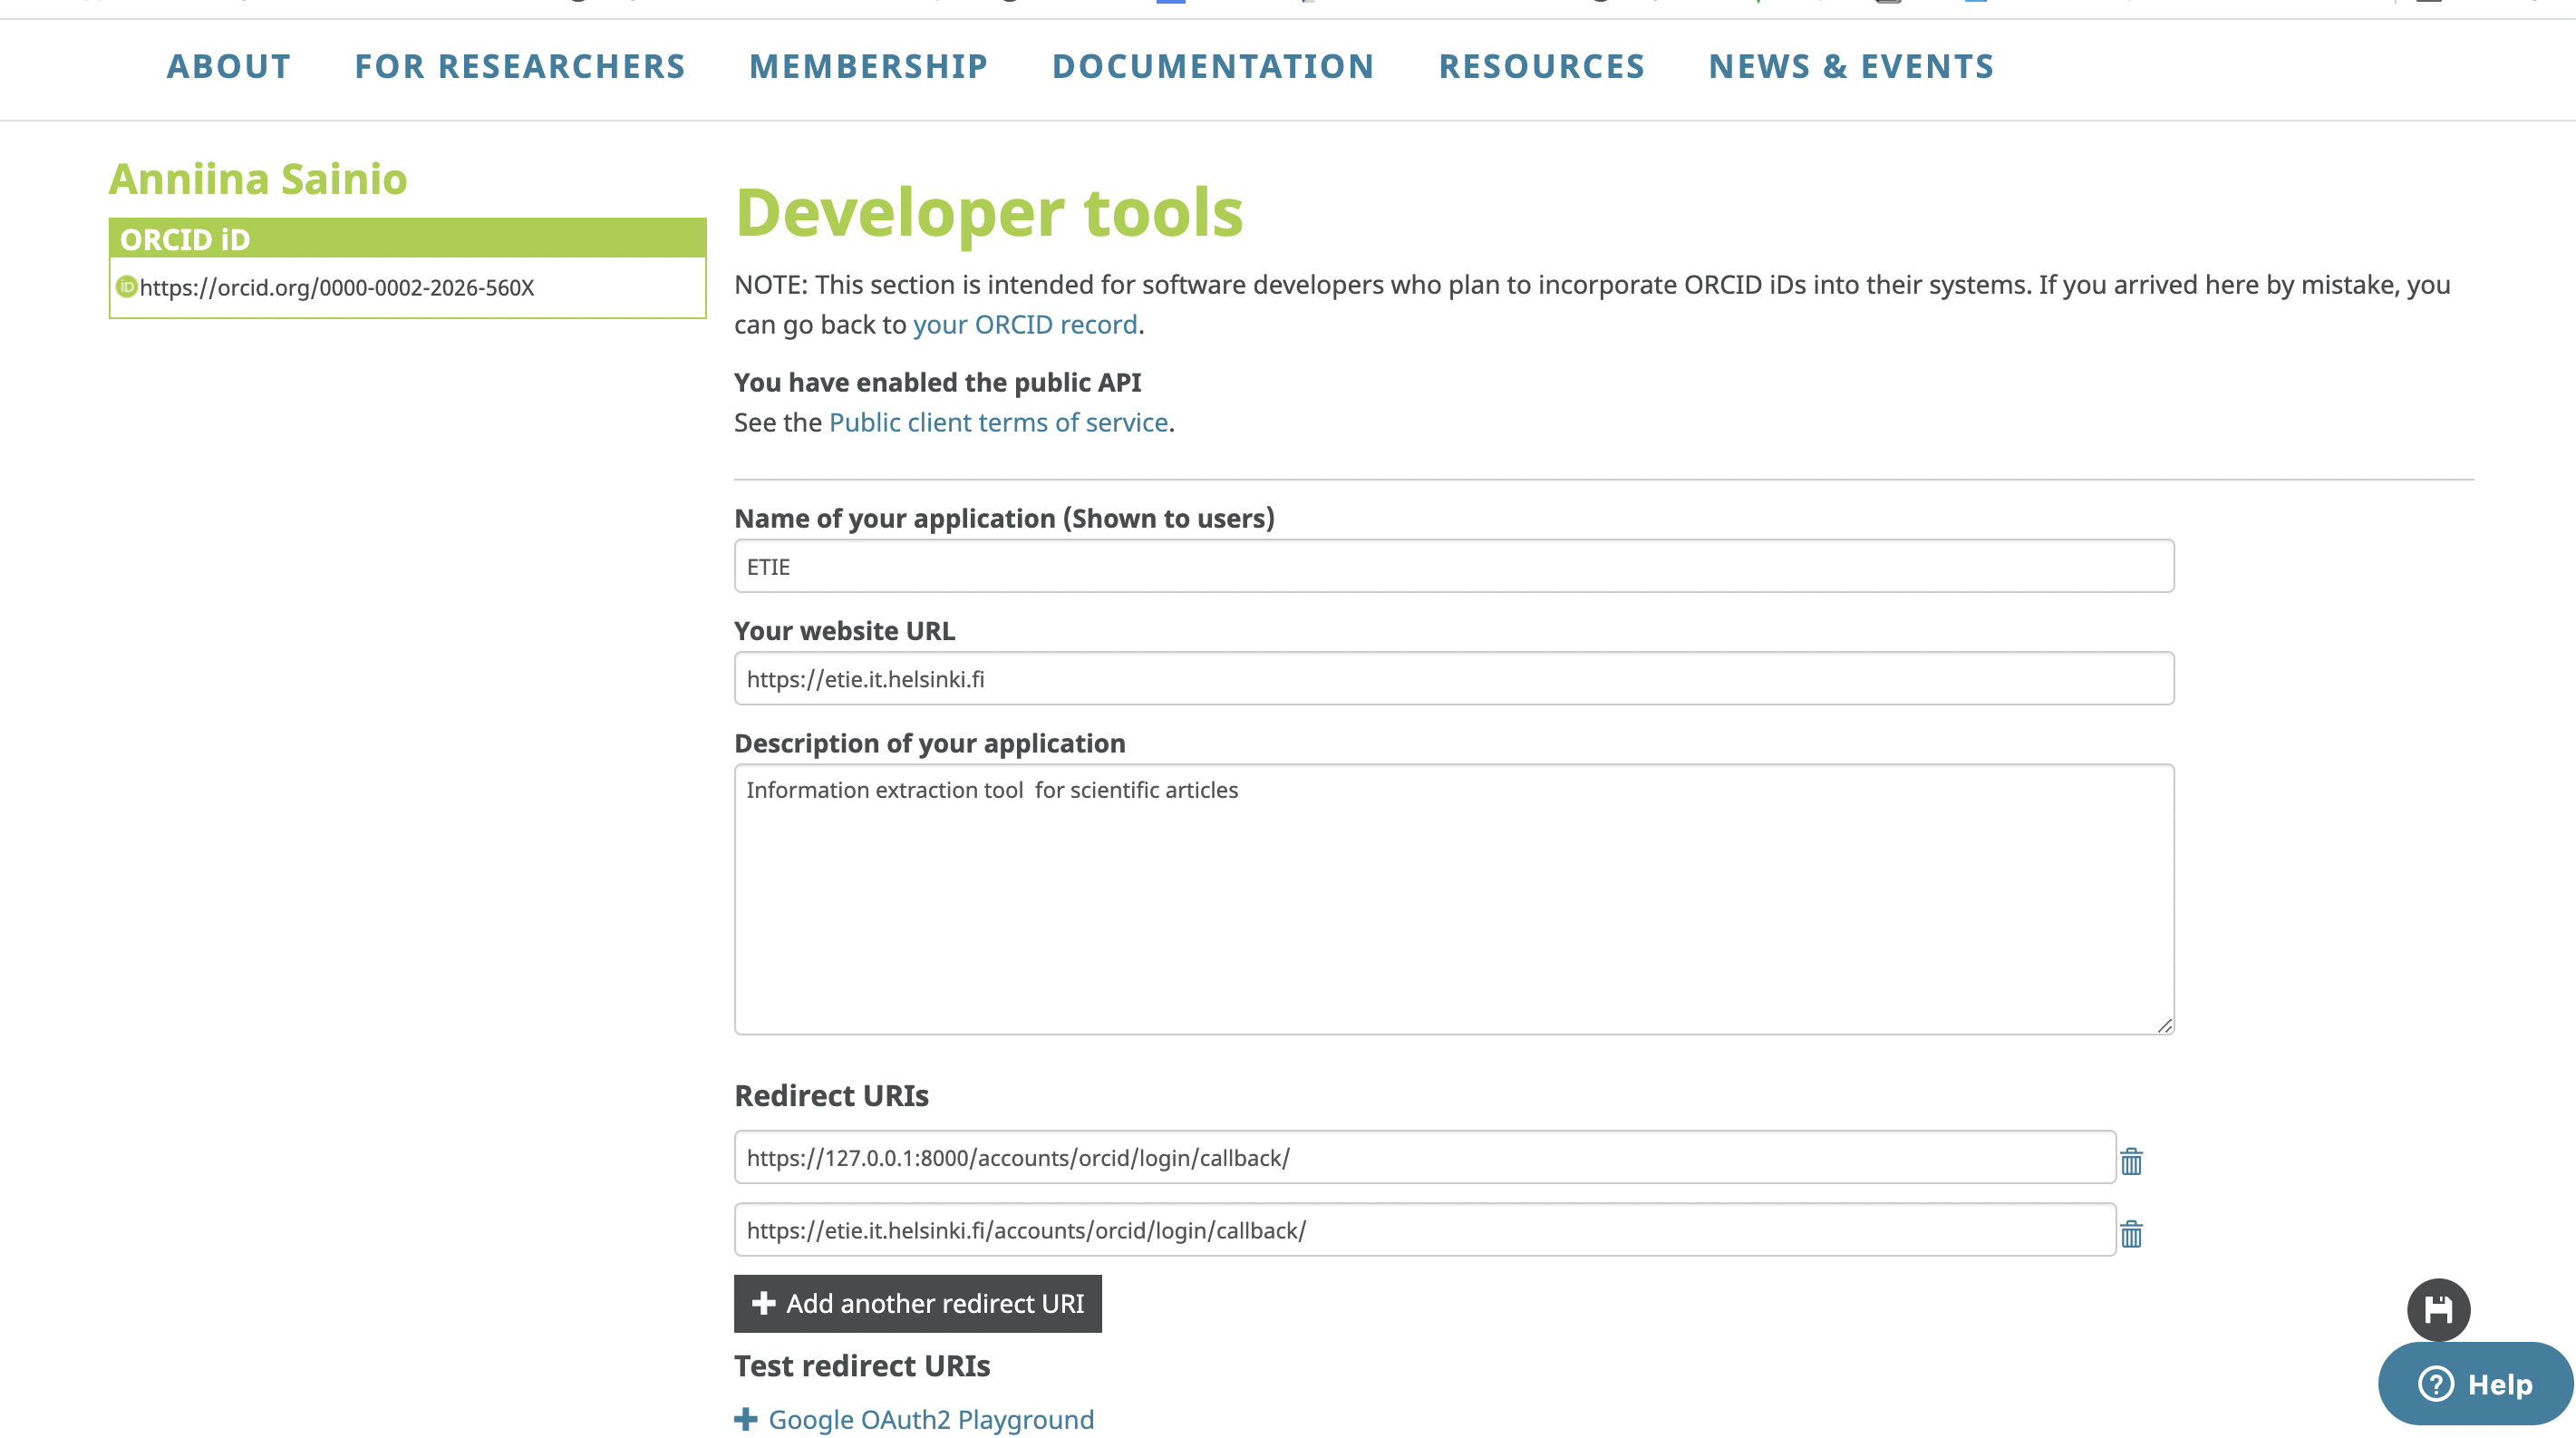 ABOUT FOR RESEARCHERS MEMBERSHIP DOCUMENTATION RESOURCES NEWS & EVENTS
Anniina Sainio
ORCID iD
iD https://orcid.org/0000-0002-2026-560X
Developer tools
NOTE: This section is intended for software developers who plan to incorporate ORCID iDs into their systems. If you arrived here by mistake, you
can go back to your ORCID record.
You have enabled the public API
See the Public client terms of service.
Name of your application (Shown to users)
ETIE
Your website URL
https://etie.it.helsinki.fi
Description of your application
Information extraction tool  for scientific articles
Redirect URIs
https://127.0.0.1:8000/accounts/orcid/login/callback/
https://etie.it.helsinki.fi/accounts/orcid/login/callback/
Add another redirect URI
Test redirect URIs
Google OAuth2 Playground
? Help